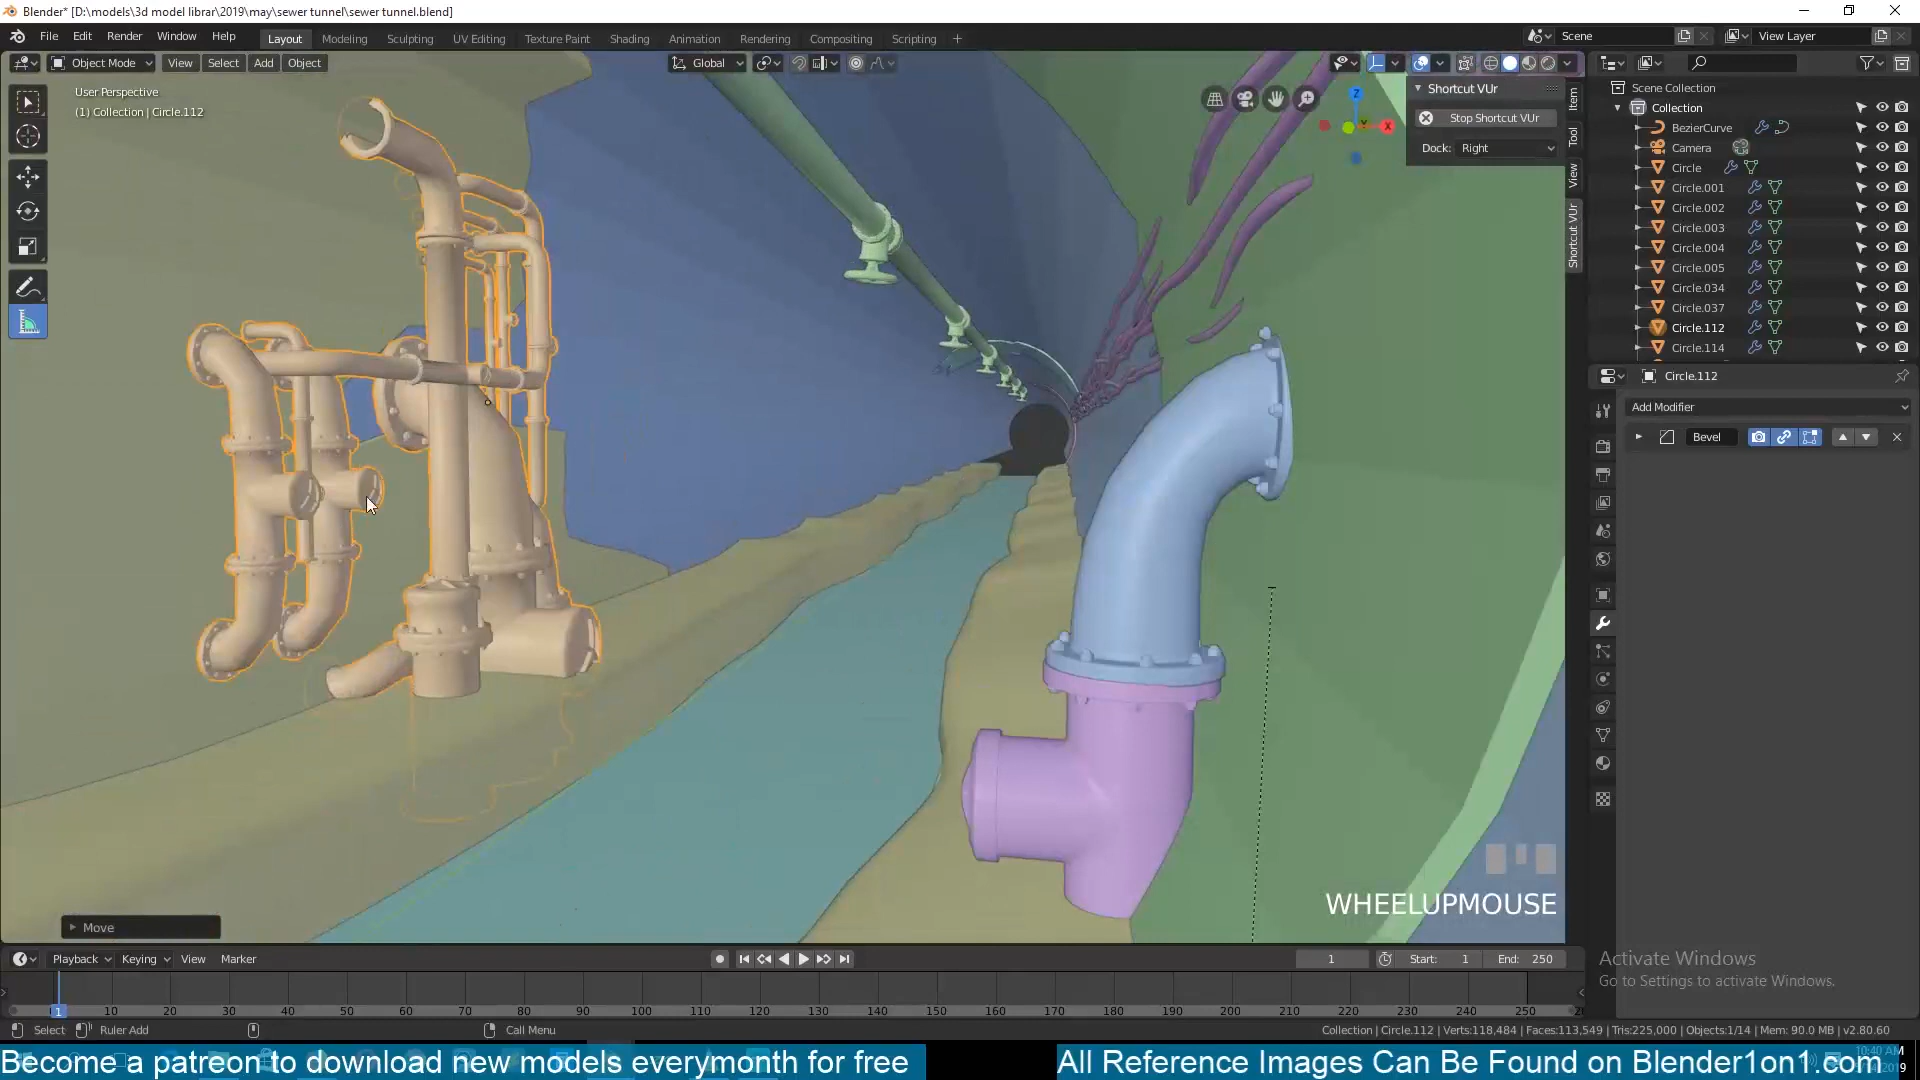 Blender* [D:\models\3d model librar\2019\may\sewer tunnel\sewer tunnel.blend]
File Edit Render Window Help Layout Modeling Sculpting UV Editing Texture Paint Shading Animation Rendering Compositing Scripting + Scene View Layer
Object Mode View Select Add Object Global
User Perspective
(1) Collection | Circle.112
Shortcut VUr
Stop Shortcut VUr
Dock: Right
Item
Tool
View
Shortcut VUr
Z
Y
X
Scene Collection
Collection
BezierCurve
Camera
Circle
Circle.001
Circle.002
Circle.003
Circle.004
Circle.005
Circle.034
Circle.037
Circle.112
Circle.114
Circle.112
Add Modifier
Bevel
WHEELUPMOUSE
Move
Playback Keying View Marker 1 Start: 1 End: 250
1 10 20 30 40 50 60 70 80 90 100 110 120 130 140 150 160 170 180 190 200 210 220 230 240 250
Activate Windows
Go to Settings to activate Windows.
Select Ruler Add Call Menu Collection | Circle.112 | Verts:118,484 | Faces:113,549 | Tris:225,000 | Objects:1/14 | Mem: 90.0 MB | v2.80.60
Become a patreon to download new models everymonth for free All Reference Images Can Be Found on Blender1on1.com
10:40 AM